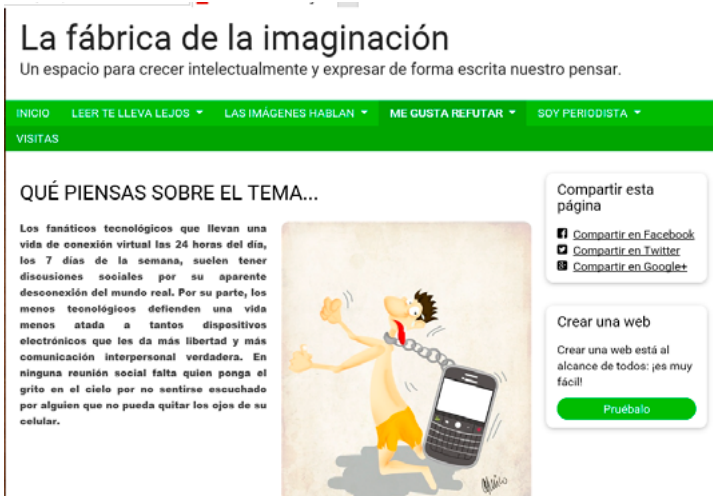 La fábrica de la imaginación
Un espacio para crecer intelectualmente y expresar de forma escrita nuestro pensar.
INICIO LEER TE LLEVA LEJOS LAS IMÁGENES HABLAN ME GUSTA REFUTAR SOY PERIODISTA
VISITAS
QUÉ PIENSAS SOBRE EL TEMA...
Los fanáticos tecnológicos que llevan una
vida de conexión virtual las 24 horas del día,
los 7 días de la semana, suelen tener
discusiones sociales por su aparente
desconexión del mundo real. Por su parte, los
menos tecnológicos defienden una vida
menos atada a tantos dispositivos
electrónicos que les da más libertad y más
comunicación interpersonal verdadera. En
ninguna reunión social falta quien ponga el
grito en el cielo por no sentirse escuchado
por alguien que no pueda quitar los ojos de su
celular.
Compartir esta
página
Compartir en Facebook
Compartir en Twitter
Compartir en Google+
Crear una web
Crear una web está al
alcance de todos: ¡es muy
fácil!
Pruébalo